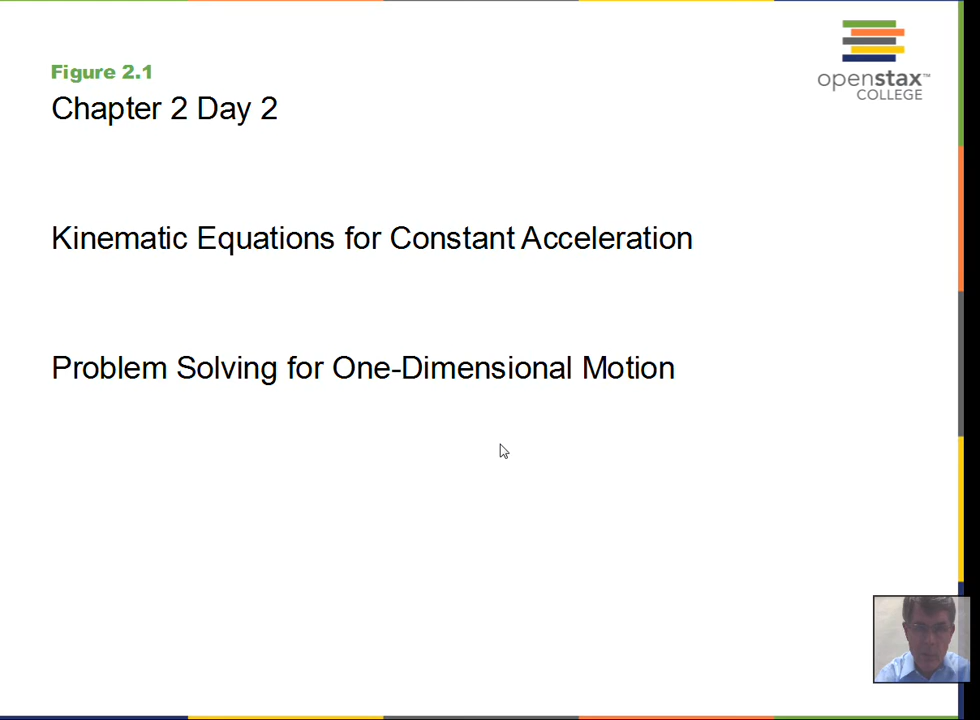 Figure 2.1
Chapter 2 Day 2
openstax™
COLLEGE
Kinematic Equations for Constant Acceleration
Problem Solving for One-Dimensional Motion